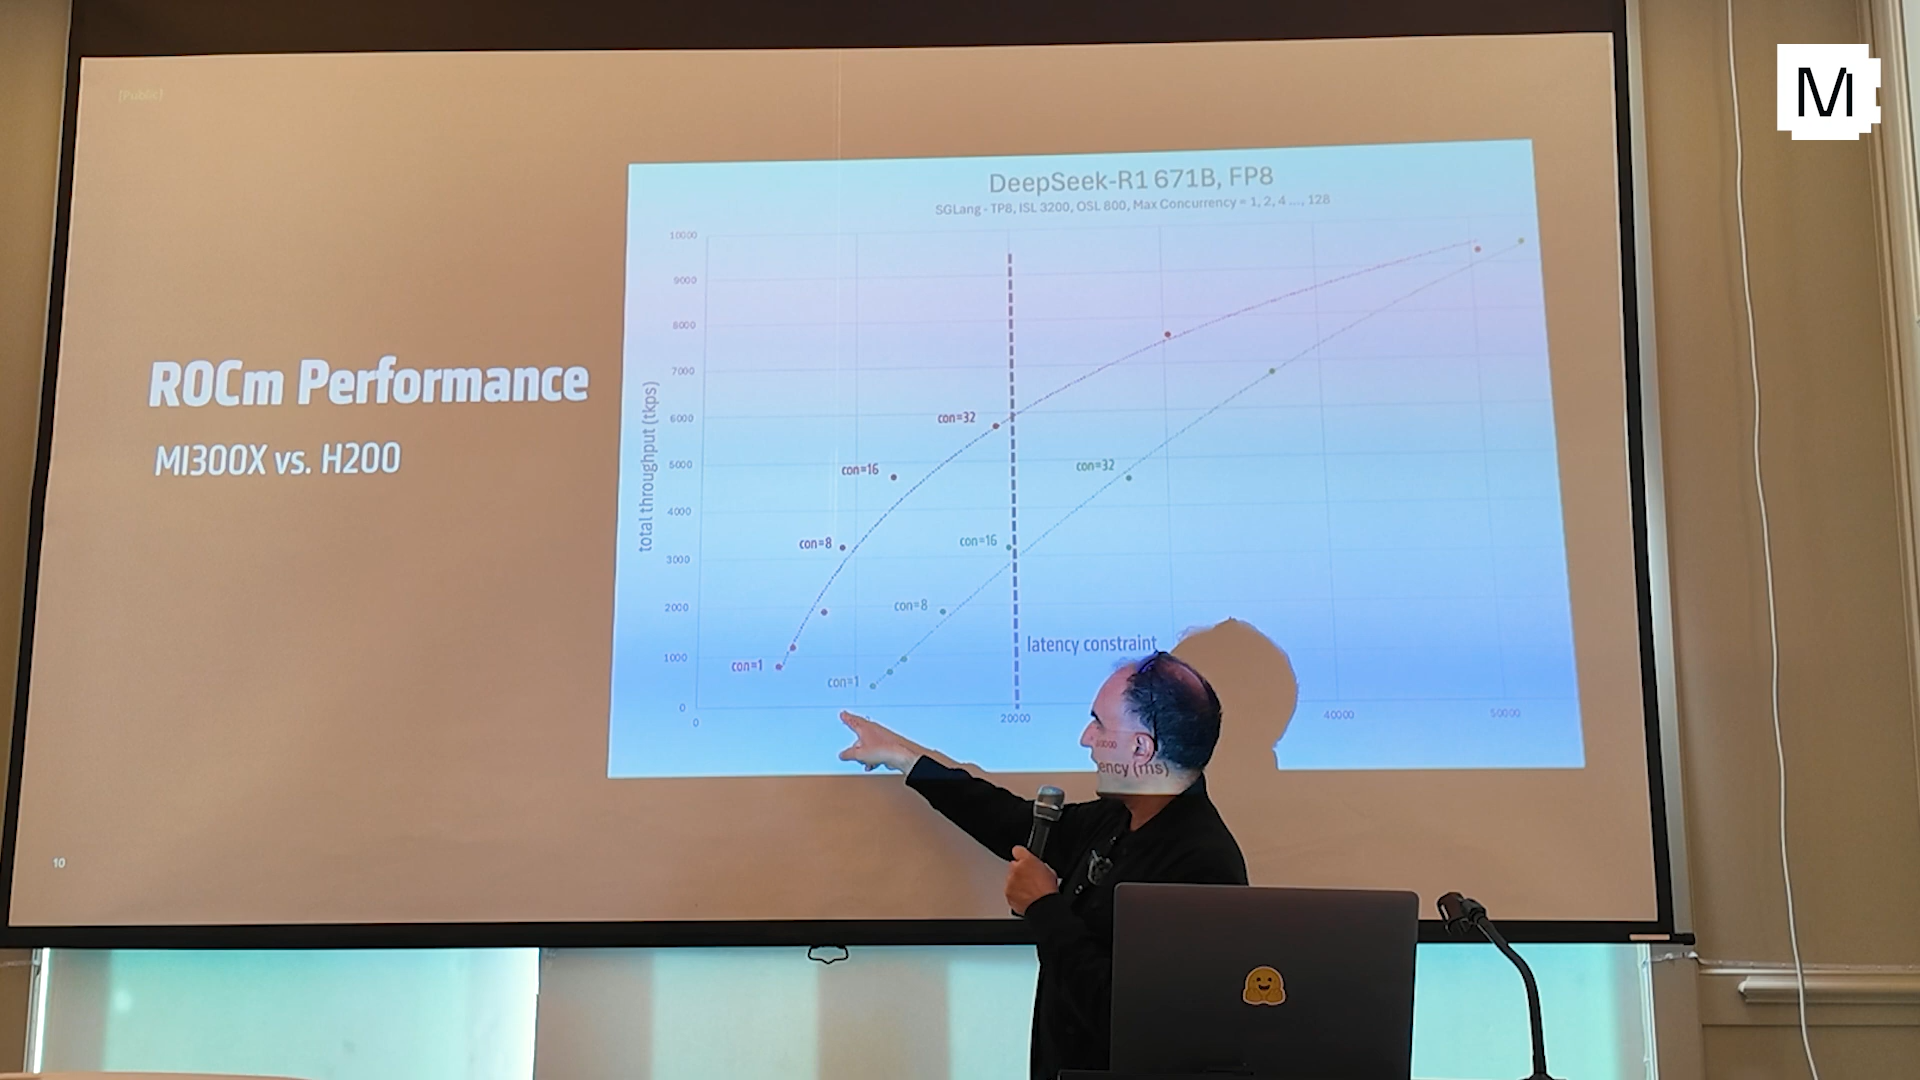 [Public]
M
DeepSeek-R1 671B, FP8
SGLang - TP8, ISL 3200, OSL 800, Max Concurrency = 1, 2, 4 ..., 128
ROCm Performance
MI300X vs. H200
total throughput (tkps)
10000
9000
8000
7000
6000
5000
4000
3000
2000
1000
0
con=32
con=16
con=8
con=1
con=32
con=16
con=8
con=1
latency constraint
0
20000
40000
50000
ency (ms)
10